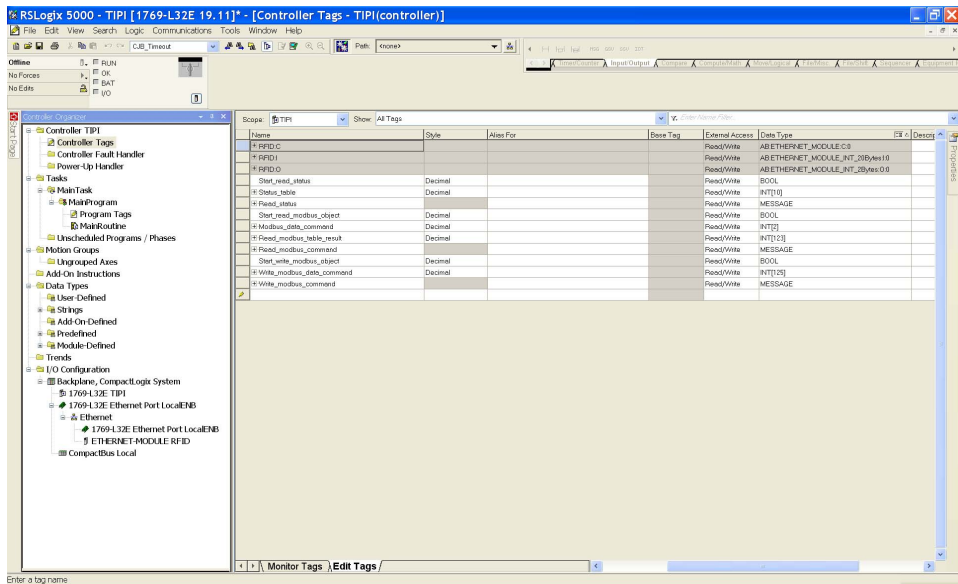 RSLogix 5000 - TIPI [1769-L32E 19.11]* - [Controller Tags - TIPI(controller)]
File Edit View Search Logic Communications Tools Window Help
CJB_Timeout
Path: <none>
Offline
RUN
No Forces
OK
No Edits
BAT
I/O
Timer/Counter Input/Output Compare Compute/Math Move/Logical File/Misc. File/Shift Sequencer Equipment
Start Page
Controller Organizer
Controller TIPI
Controller Tags
Controller Fault Handler
Power-Up Handler
Tasks
MainTask
MainProgram
Program Tags
MainRoutine
Unscheduled Programs / Phases
Motion Groups
Ungrouped Axes
Add-On Instructions
Data Types
User-Defined
Strings
Add-On-Defined
Predefined
Module-Defined
Trends
I/O Configuration
Backplane, CompactLogix System
1769-L32E TIPI
1769-L32E Ethernet Port LocalENB
Ethernet
1769-L32E Ethernet Port LocalENB
ETHERNET-MODULE RFID
CompactBus Local
Scope: TIPI Show: All Tags Enter Name Filter...
Name Style Alias For Base Tag External Access Data Type Descrip
RFID:C Read/Write AB:ETHERNET_MODULE:C:0
RFID:I Read/Write AB:ETHERNET_MODULE_INT_20Bytes:I:0
RFID:O Read/Write AB:ETHERNET_MODULE_INT_2Bytes:O:0
Start_read_status Decimal Read/Write BOOL
Status_table Decimal Read/Write INT[10]
Read_status Read/Write MESSAGE
Start_read_modbus_object Decimal Read/Write BOOL
Modbus_data_command Decimal Read/Write INT[2]
Read_modbus_table_result Decimal Read/Write INT[123]
Read_modbus_command Read/Write MESSAGE
Start_write_modbus_object Decimal Read/Write BOOL
Write_modbus_data_command Decimal Read/Write INT[125]
Write_modbus_command Read/Write MESSAGE
Properties
Monitor Tags Edit Tags
Enter a tag name